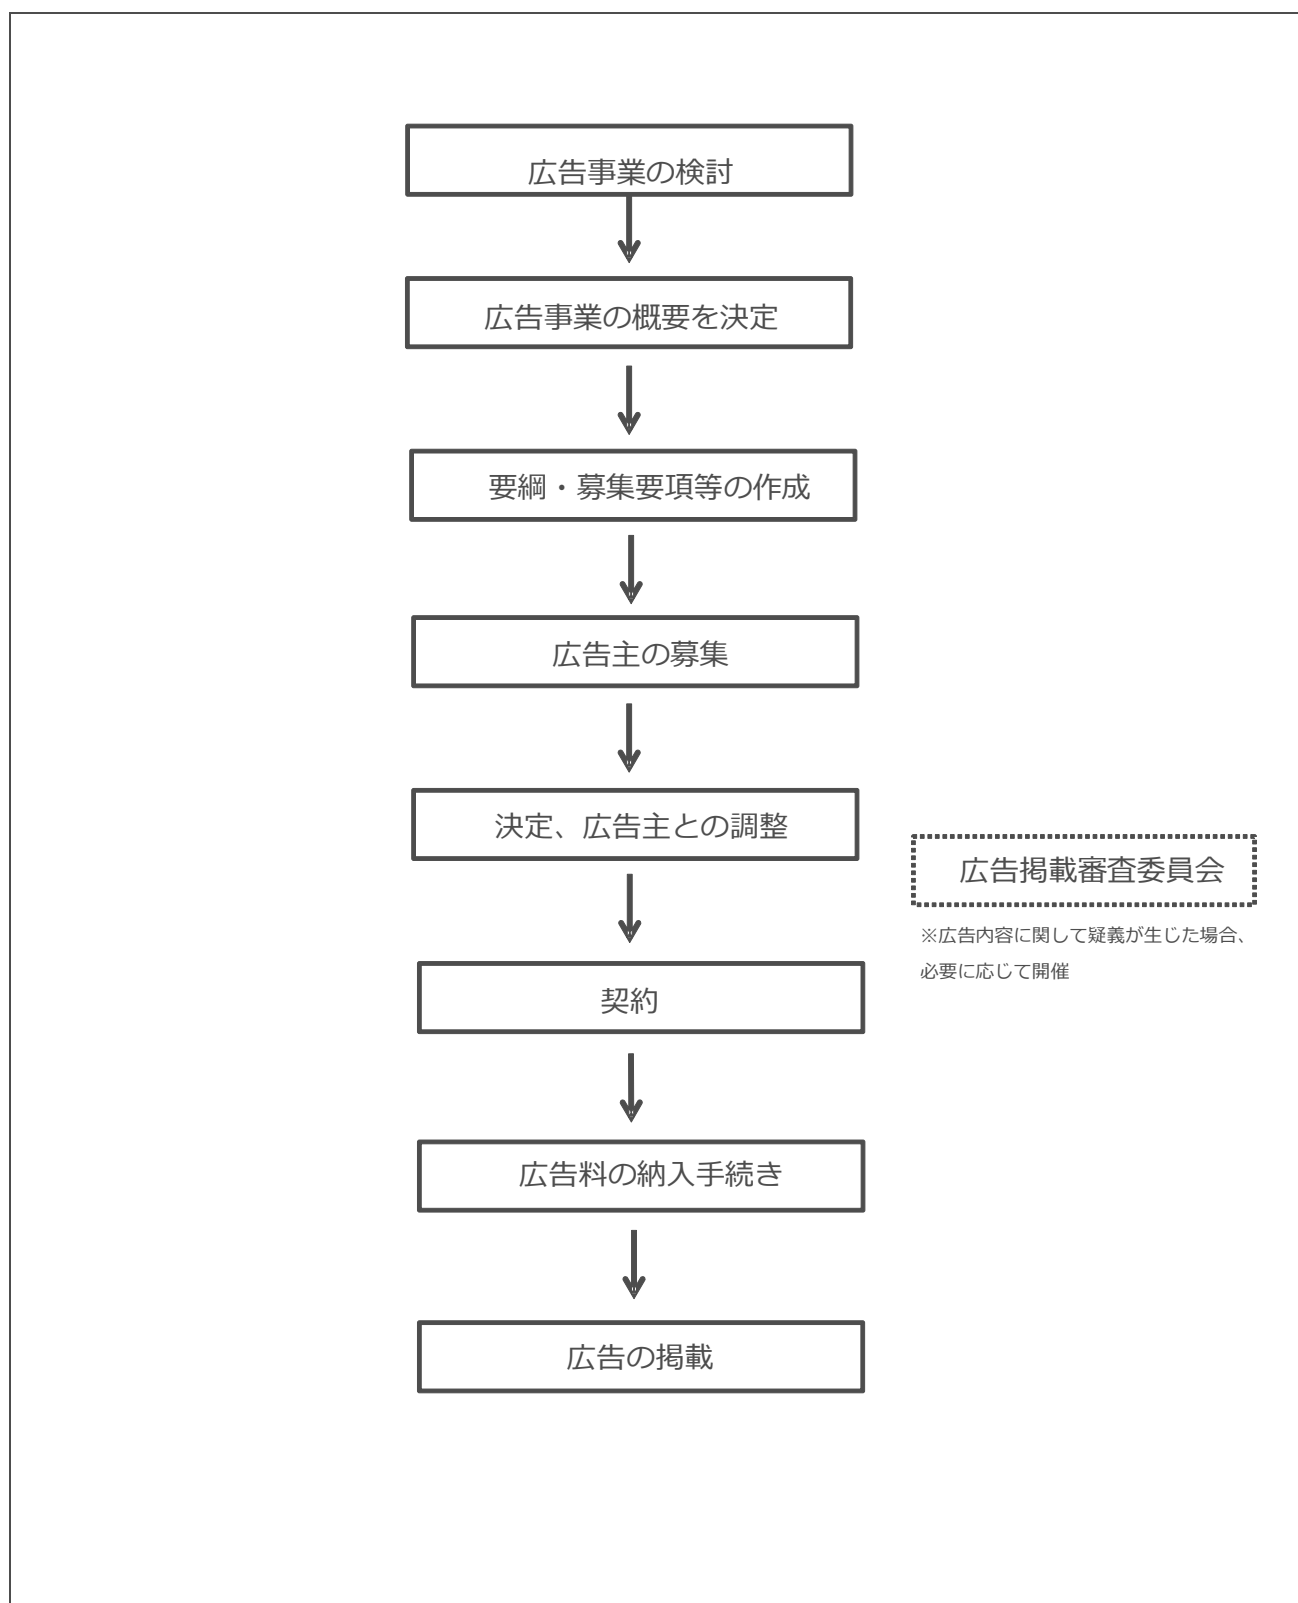 広告事業の検討
広告事業の概要を決定
要綱・募集要項等の作成
広告主の募集
決定、広告主との調整
広告掲載審査委員会
※広告内容に関して疑義が生じた場合、
必要に応じて開催
契約
広告料の納入手続き
広告の掲載